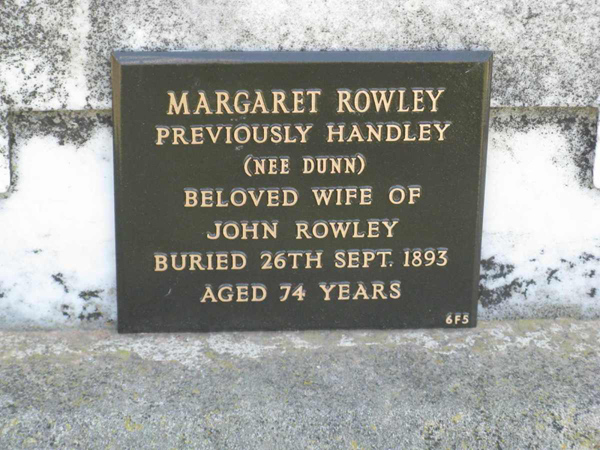 MARGARET ROWLEY
PREVIOUSLY HANDLEY
(NEE DUNN)
BELOVED WIFE OF
JOHN ROWLEY
BURIED 26TH SEPT. 1893
AGED 74 YEARS
6F5